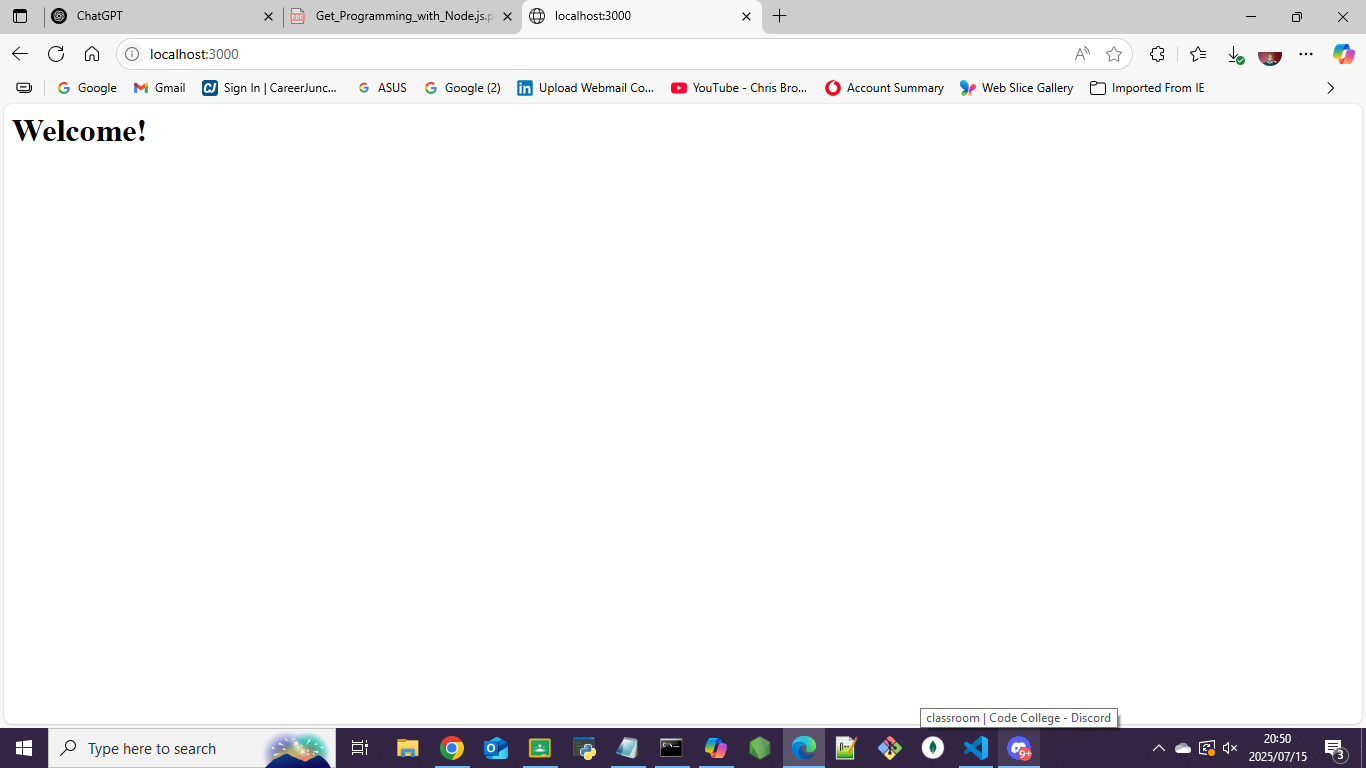 ChatGPT
Get_Programming_with_Node.js.p
localhost:3000
localhost:3000
Google
Gmail
Sign In | CareerJunc...
ASUS
Google (2)
Upload Webmail Co...
YouTube - Chris Bro...
Account Summary
Web Slice Gallery
Imported From IE
Welcome!
classroom | Code College - Discord
Type here to search
9+
20:50
2025/07/15
3